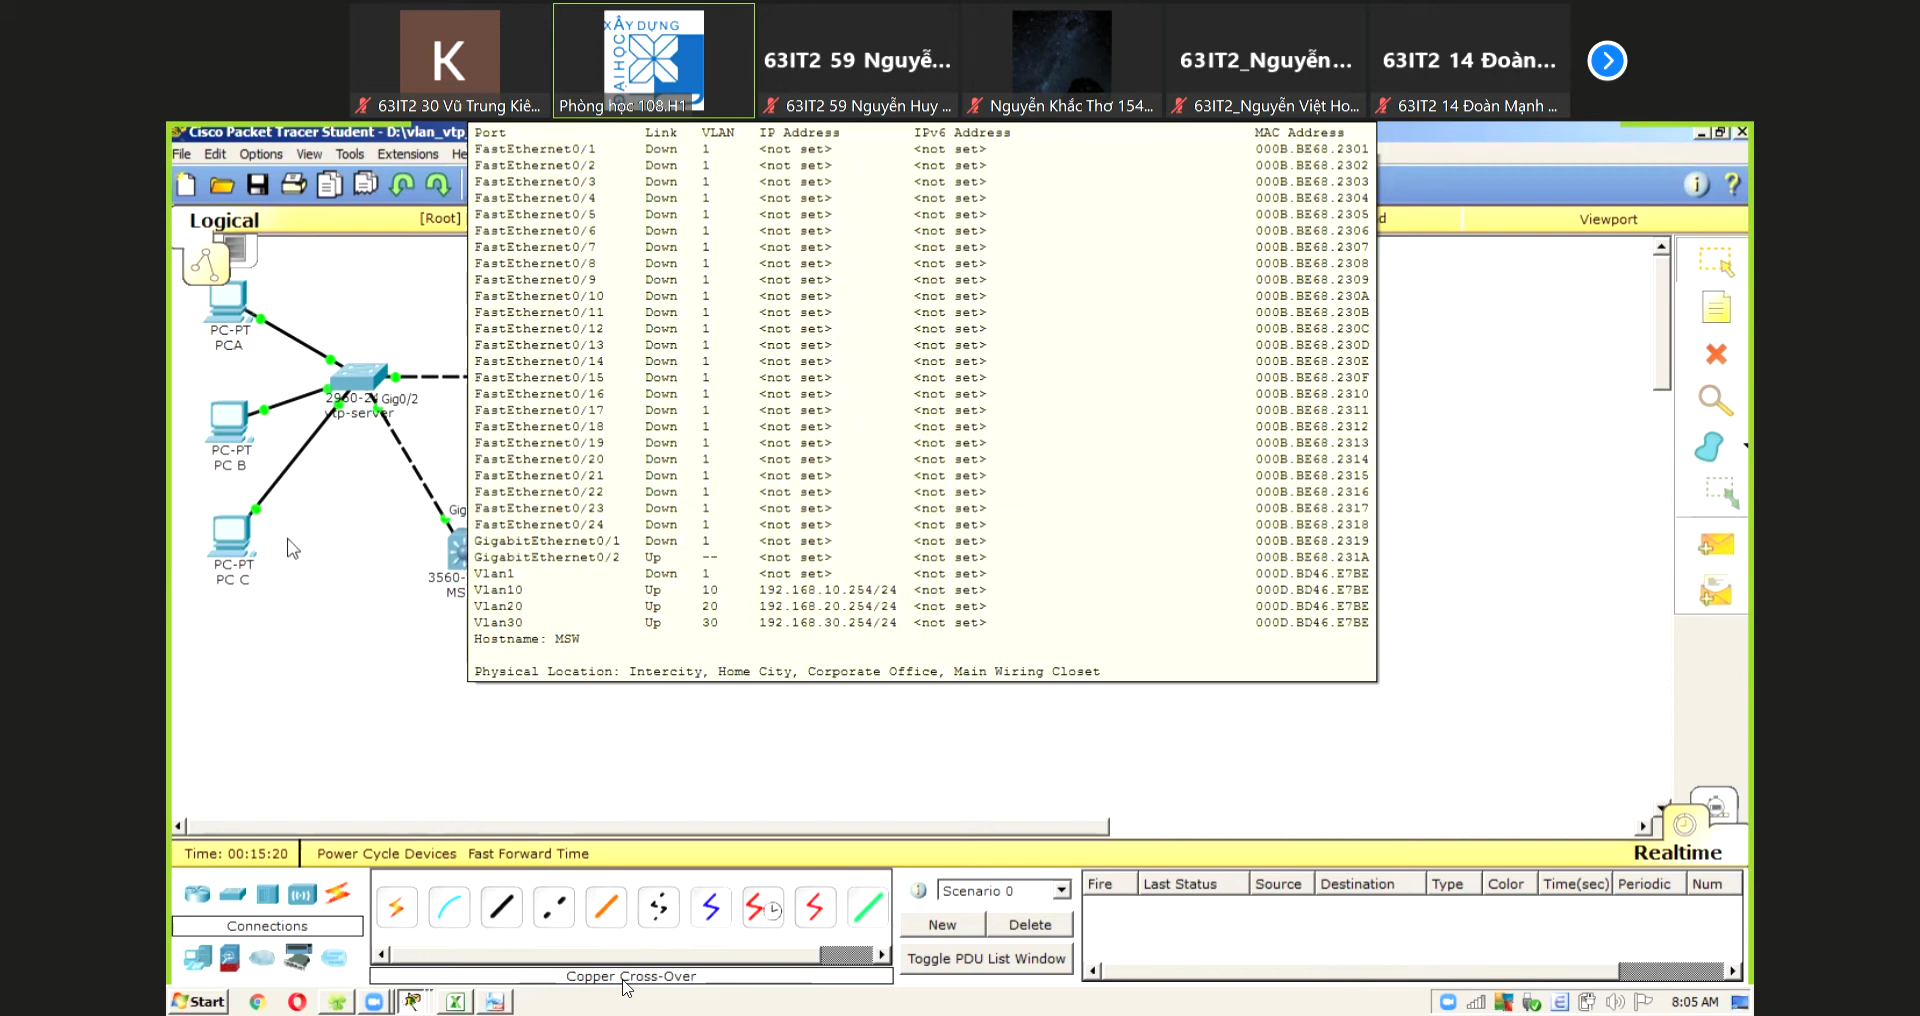 K
XÂY DỰNG
ĐẠI HỌC
63IT2 59 Nguyễ...
63IT2_Nguyễn...
63IT2 14 Đoàn...
63IT2 30 Vũ Trung Kiê...
Phòng học 108.H1
63IT2 59 Nguyễn Huy ...
Nguyễn Khắc Thơ 154...
63IT2_Nguyễn Việt Ho...
63IT2 14 Đoàn Mạnh ...
Cisco Packet Tracer Student - D:\vlan_vtp_
File Edit Options View Tools Extensions He
Logical
[Root]
d
Viewport
Port Link VLAN IP Address IPv6 Address MAC Address
FastEthernet0/1 Down 1 <not set> <not set> 000B.BE68.2301
FastEthernet0/2 Down 1 <not set> <not set> 000B.BE68.2302
FastEthernet0/3 Down 1 <not set> <not set> 000B.BE68.2303
FastEthernet0/4 Down 1 <not set> <not set> 000B.BE68.2304
FastEthernet0/5 Down 1 <not set> <not set> 000B.BE68.2305
FastEthernet0/6 Down 1 <not set> <not set> 000B.BE68.2306
FastEthernet0/7 Down 1 <not set> <not set> 000B.BE68.2307
FastEthernet0/8 Down 1 <not set> <not set> 000B.BE68.2308
FastEthernet0/9 Down 1 <not set> <not set> 000B.BE68.2309
FastEthernet0/10 Down 1 <not set> <not set> 000B.BE68.230A
FastEthernet0/11 Down 1 <not set> <not set> 000B.BE68.230B
FastEthernet0/12 Down 1 <not set> <not set> 000B.BE68.230C
FastEthernet0/13 Down 1 <not set> <not set> 000B.BE68.230D
FastEthernet0/14 Down 1 <not set> <not set> 000B.BE68.230E
FastEthernet0/15 Down 1 <not set> <not set> 000B.BE68.230F
FastEthernet0/16 Down 1 <not set> <not set> 000B.BE68.2310
FastEthernet0/17 Down 1 <not set> <not set> 000B.BE68.2311
FastEthernet0/18 Down 1 <not set> <not set> 000B.BE68.2312
FastEthernet0/19 Down 1 <not set> <not set> 000B.BE68.2313
FastEthernet0/20 Down 1 <not set> <not set> 000B.BE68.2314
FastEthernet0/21 Down 1 <not set> <not set> 000B.BE68.2315
FastEthernet0/22 Down 1 <not set> <not set> 000B.BE68.2316
FastEthernet0/23 Down 1 <not set> <not set> 000B.BE68.2317
FastEthernet0/24 Down 1 <not set> <not set> 000B.BE68.2318
GigabitEthernet0/1 Down 1 <not set> <not set> 000B.BE68.2319
GigabitEthernet0/2 Up -- <not set> <not set> 000B.BE68.231A
Vlan1 Down 1 <not set> <not set> 000D.BD46.E7BE
Vlan10 Up 10 192.168.10.254/24 <not set> 000D.BD46.E7BE
Vlan20 Up 20 192.168.20.254/24 <not set> 000D.BD46.E7BE
Vlan30 Up 30 192.168.30.254/24 <not set> 000D.BD46.E7BE
Hostname: MSW
Physical Location: Intercity, Home City, Corporate Office, Main Wiring Closet
PC-PT
PCA
2960-24 Gig0/2
vtp-server
PC-PT
PC B
Gig
PC-PT
PC C
3560-
MS
Time: 00:15:20 Power Cycle Devices Fast Forward Time
Realtime
Connections
Copper Cross-Over
Scenario 0
New Delete
Toggle PDU List Window
Fire Last Status Source Destination Type Color Time(sec) Periodic Num
Start
8:05 AM